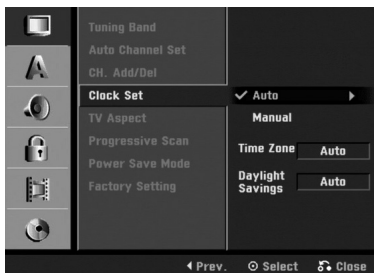 Tuning Band
Auto Channel Set
CH. Add/Del
Clock Set
TV Aspect
Progressive Scan
Power Save Mode
Factory Setting
✓ Auto
Manual
Time Zone Auto
Daylight
Savings Auto
Prev. Select Close